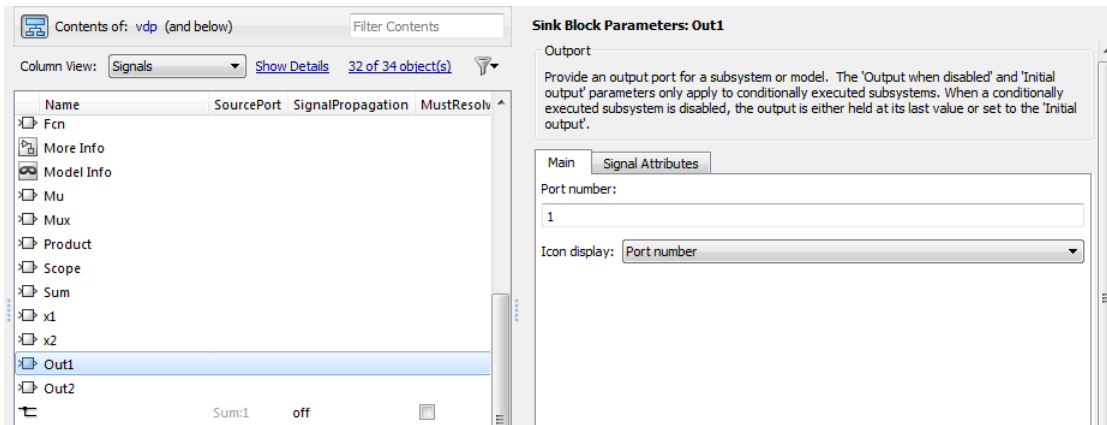 Contents of: vdp (and below)
Filter Contents
Column View: Signals Show Details 32 of 34 object(s)
Name SourcePort SignalPropagation MustResolv
Fcn
More Info
Model Info
Mu
Mux
Product
Scope
Sum
x1
x2
Out1
Out2
Sum:1 off
Sink Block Parameters: Out1
Outport
Provide an output port for a subsystem or model. The 'Output when disabled' and 'Initial
output' parameters only apply to conditionally executed subsystems. When a conditionally
executed subsystem is disabled, the output is either held at its last value or set to the 'Initial
output'.
Main Signal Attributes
Port number:
1
Icon display: Port number